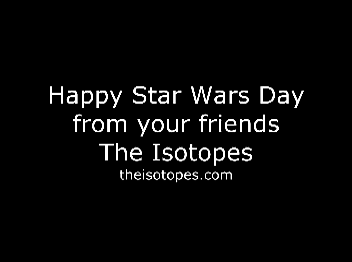 Happy Star Wars Day
from your friends
The Isotopes
theisotopes.com